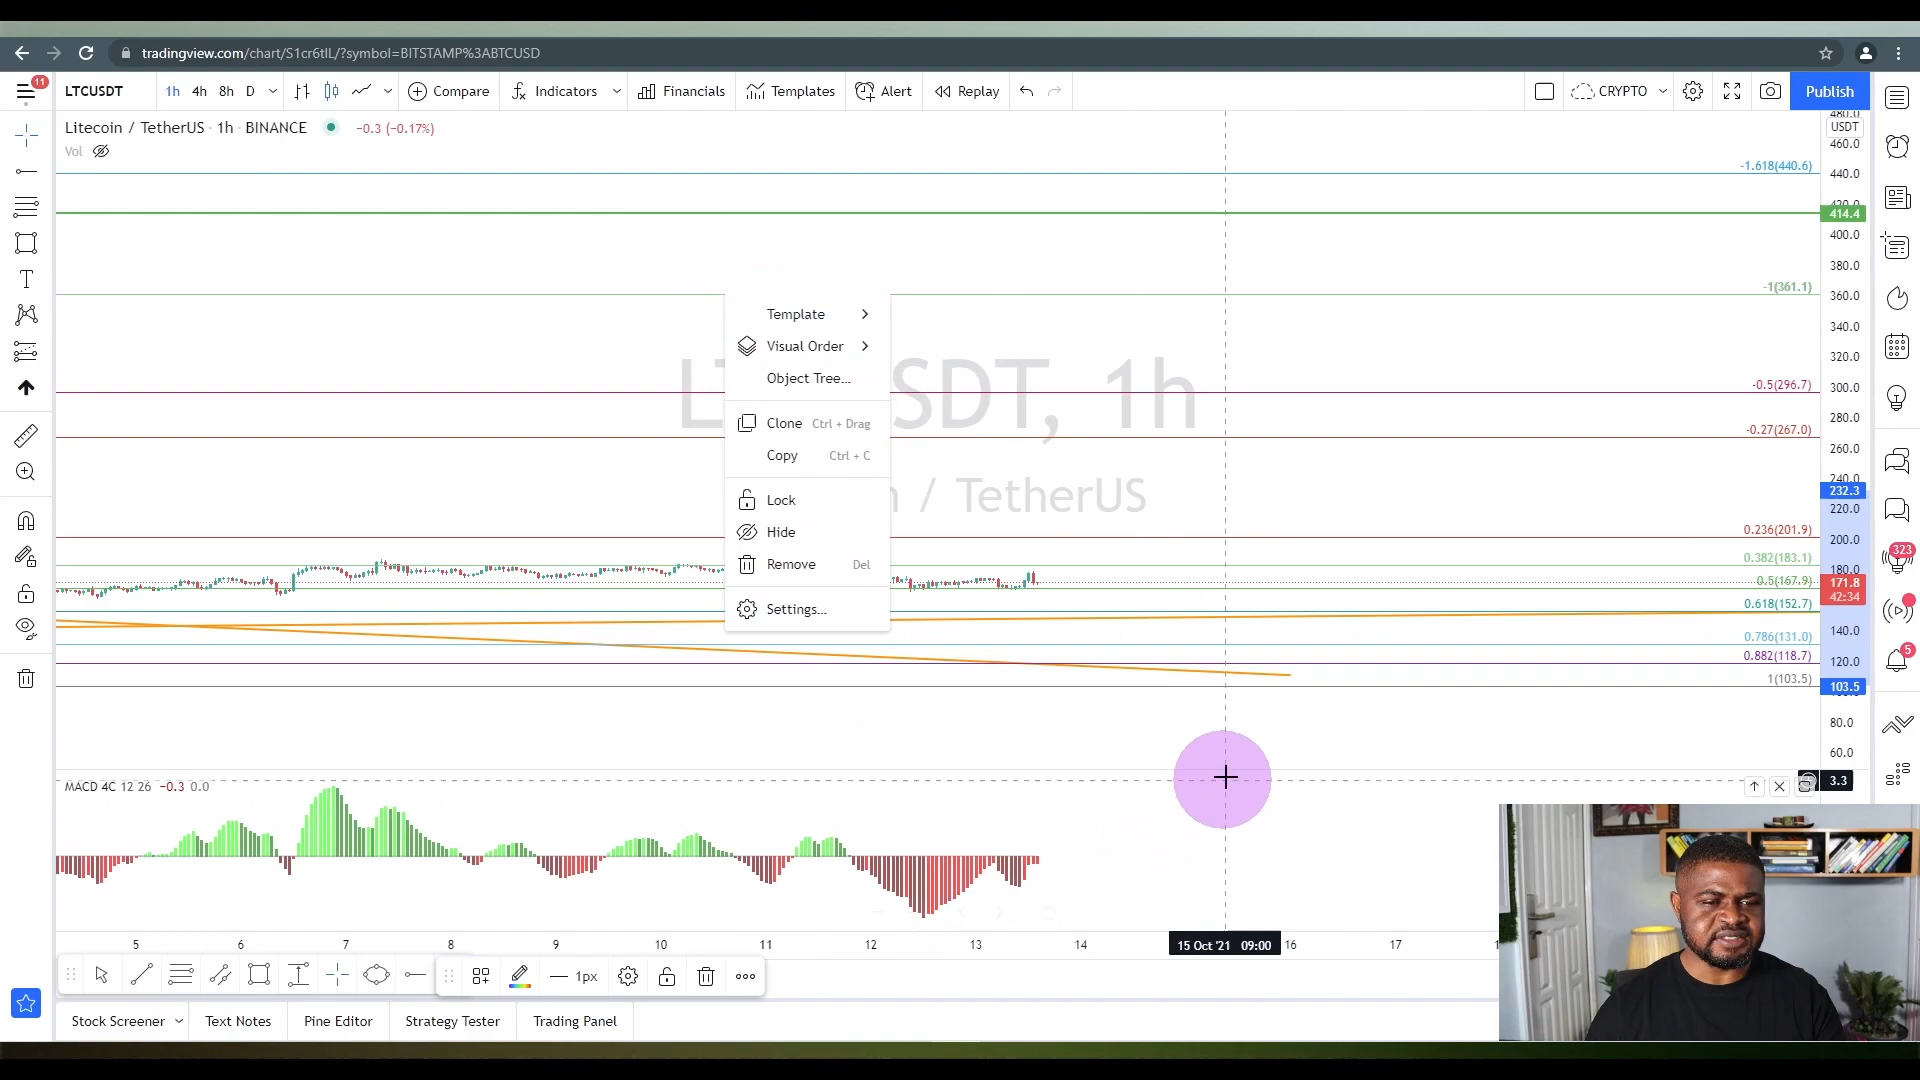 tradingview.com/chart/S1cr6tIL/?symbol=BITSTAMP%3ABTCUSD
11
LTCUSDT 1h 4h 8h D Compare Indicators Financials Templates Alert Replay CRYPTO Publish
Litecoin / TetherUS · 1h · BINANCE −0.3 (−0.17%)
Vol
480.0
USDT
460.0
-1.618(440.6)
440.0
420.0
414.4
400.0
380.0
-1(361.1)
360.0
340.0
320.0
-0.5(296.7)
300.0
280.0
-0.27(267.0)
260.0
240.0
232.3
220.0
0.236(201.9)
200.0
0.382(183.1)
180.0
0.5(167.9)
171.8
42:34
0.618(152.7)
140.0
0.786(131.0)
0.882(118.7)
120.0
1(103.5)
103.5
80.0
60.0
3.3
323
5
SDT, 1h
/ TetherUS
Template
Visual Order
Object Tree...
Clone Ctrl + Drag
Copy Ctrl + C
Lock
Hide
Remove Del
Settings...
MACD 4C 12 26 −0.3 0.0
5 6 7 8 9 10 11 12 13 14 15 Oct '21 09:00 16 17
1px
Stock Screener Text Notes Pine Editor Strategy Tester Trading Panel